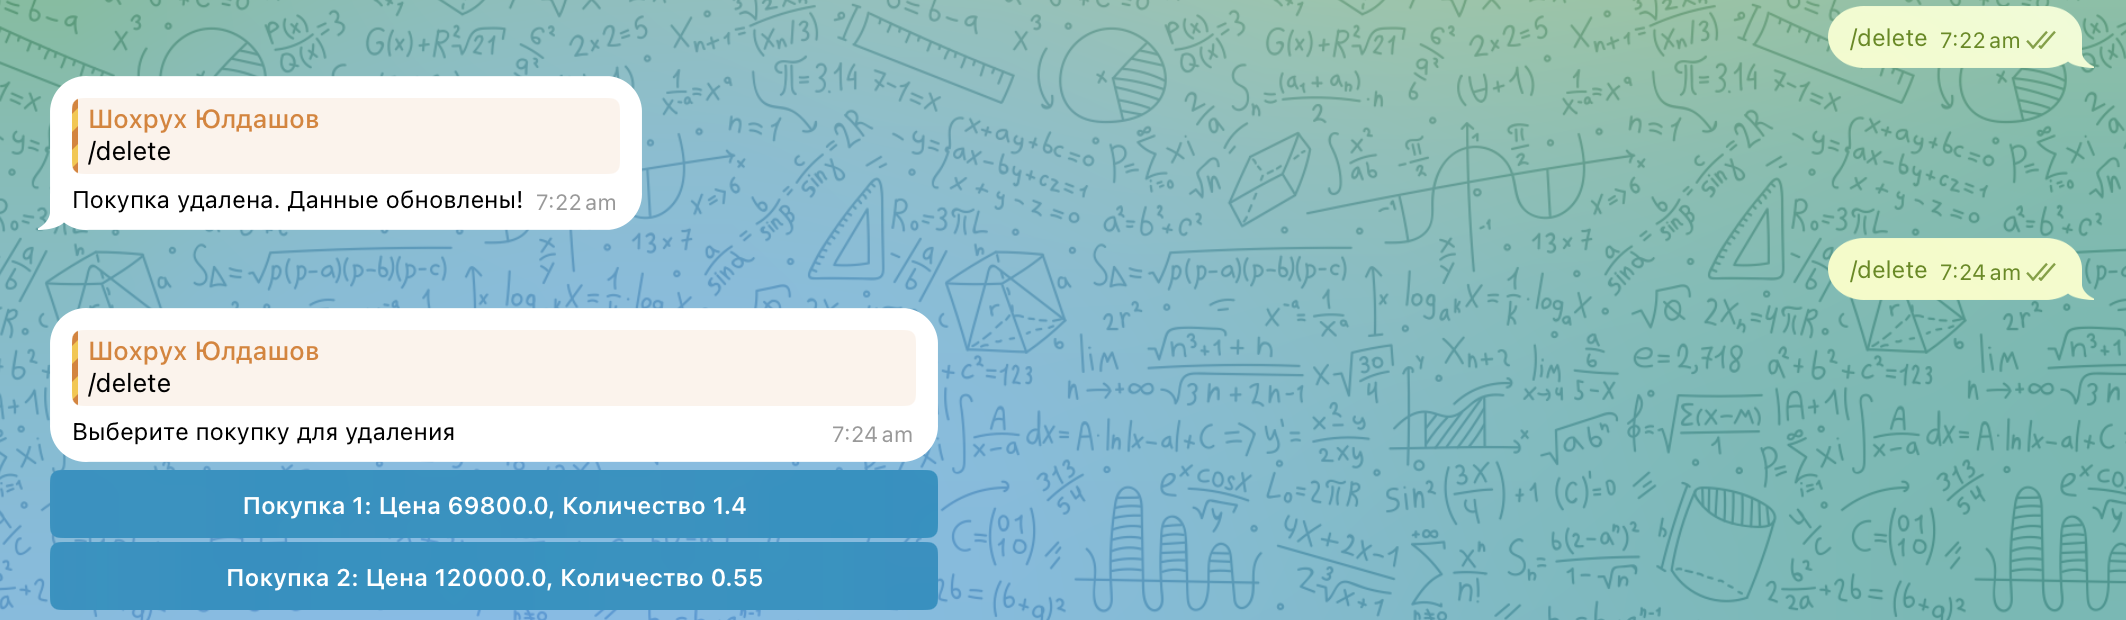 /delete 7:22 am
Шохрух Юлдашов
/delete
Покупка удалена. Данные обновлены! 7:22 am
/delete 7:24 am
Шохрух Юлдашов
/delete
Выберите покупку для удаления 7:24 am
Покупка 1: Цена 69800.0, Количество 1.4
Покупка 2: Цена 120000.0, Количество 0.55